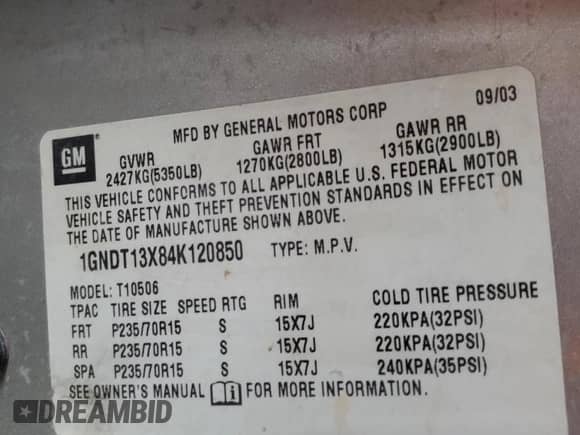 09/03
MFD BY GENERAL MOTORS CORP
GM
GVWR GAWR FRT GAWR RR
2427KG(5350LB) 1270KG(2800LB) 1315KG(2900LB)
THIS VEHICLE CONFORMS TO ALL APPLICABLE U.S. FEDERAL MOTOR
VEHICLE SAFETY AND THEFT PREVENTION STANDARDS IN EFFECT ON
THE DATE OF MANUFACTURE SHOWN ABOVE.
1GNDT13X84K120850 TYPE: M.P.V.
MODEL: T10506
TPAC TIRE SIZE SPEED RTG RIM COLD TIRE PRESSURE
FRT P235/70R15 S 15X7J 220KPA(32PSI)
RR P235/70R15 S 15X7J 220KPA(32PSI)
SPA P235/70R15 S 15X7J 240KPA(35PSI)
SEE OWNER'S MANUAL i FOR MORE INFORMATION.
DREAMBID